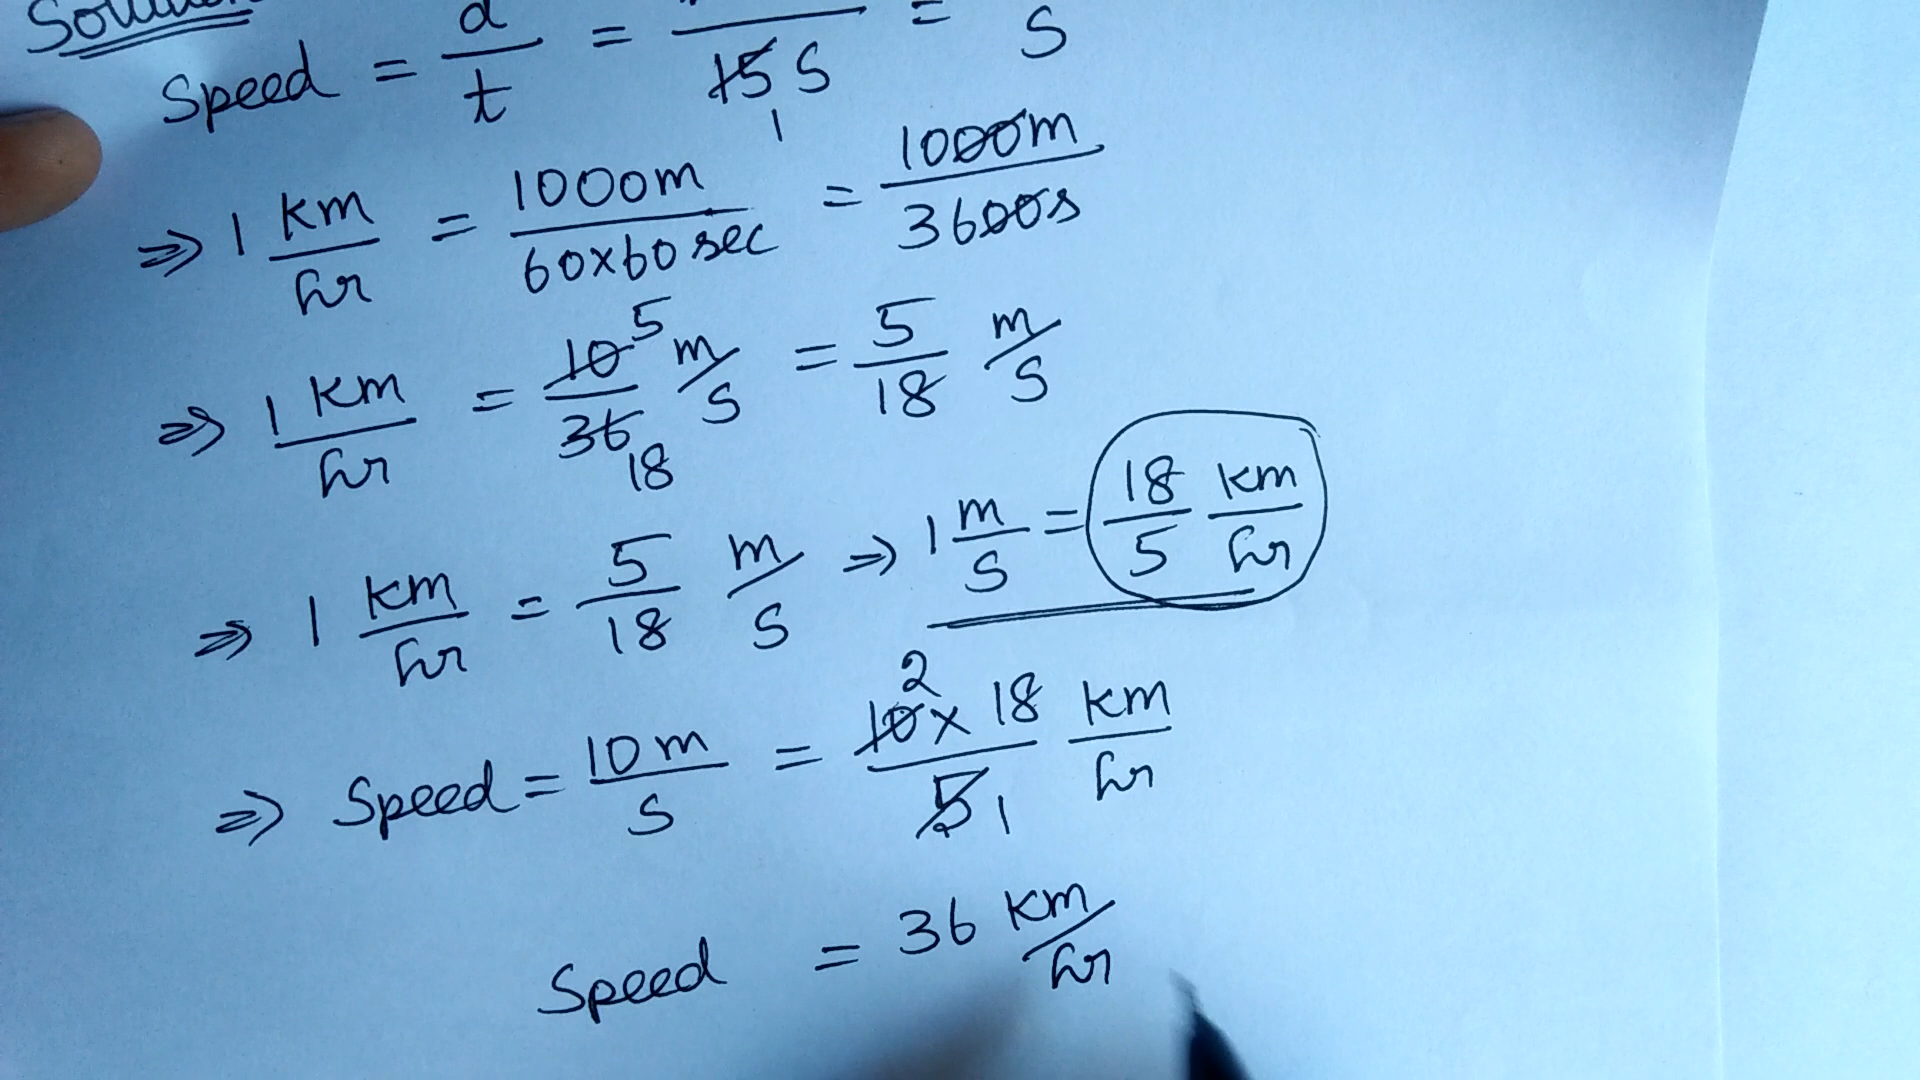 Solution
Speed = d/t = /15 s = /s
1
⇒ 1 km/hr = 1000m/60x60 sec = 1000m/3600s
⇒ 1 km/hr = 10 5/36 18 m/s = 5/18 m/s
⇒ 1 km/hr = 5/18 m/s ⇒ 1 m/s = 18/5 km/hr
⇒ Speed = 10 m/s = 10 2 x 18/5 1 km/hr
Speed = 36 km/hr